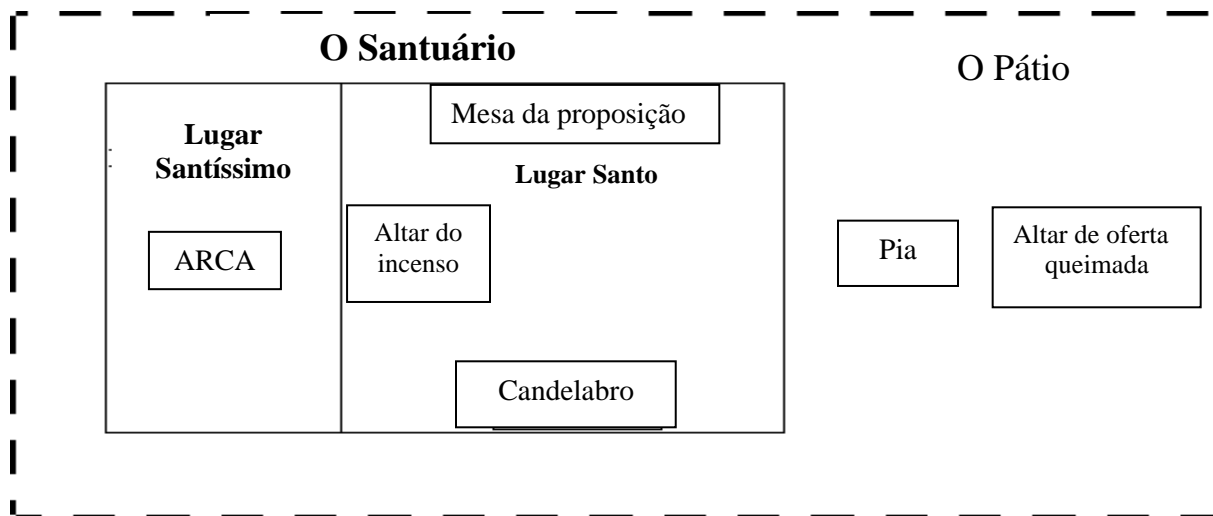 O Santuário
O Pátio
Mesa da proposição
Lugar
Santíssimo
Lugar Santo
Altar do
incenso
ARCA
Pia
Altar de oferta
queimada
Candelabro